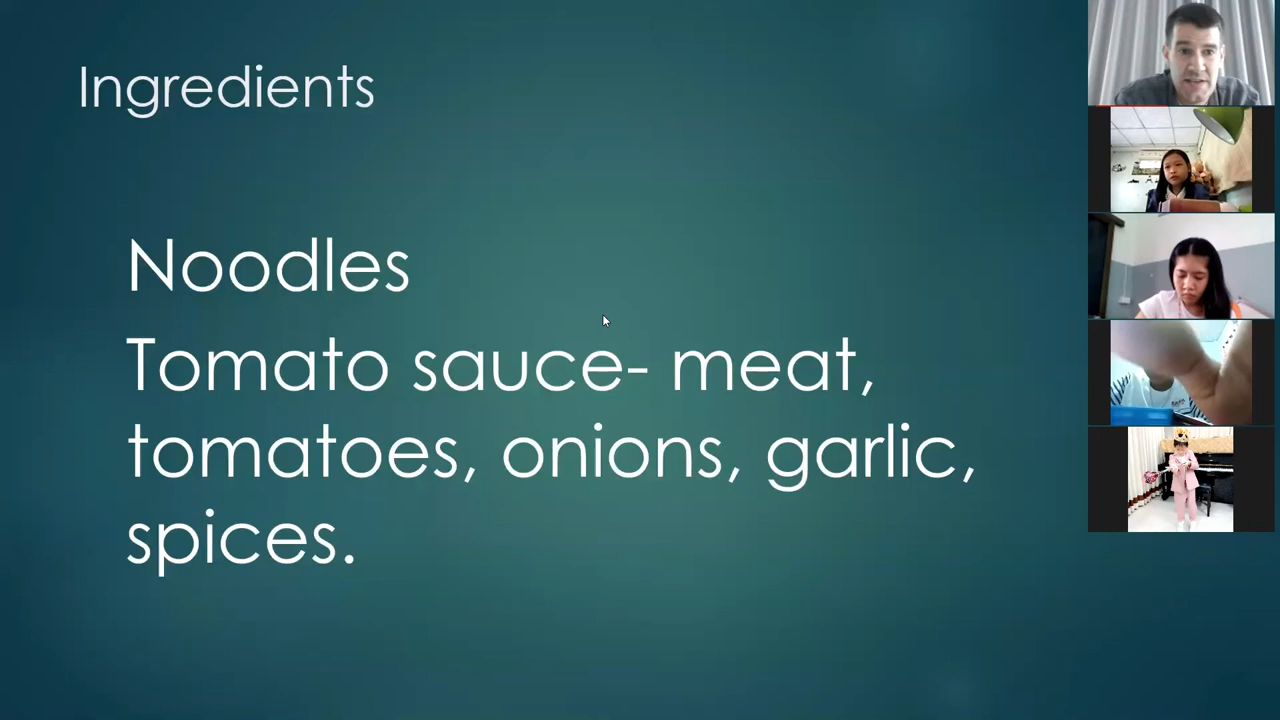 Ingredients
Noodles
Tomato sauce- meat,
tomatoes, onions, garlic,
spices.